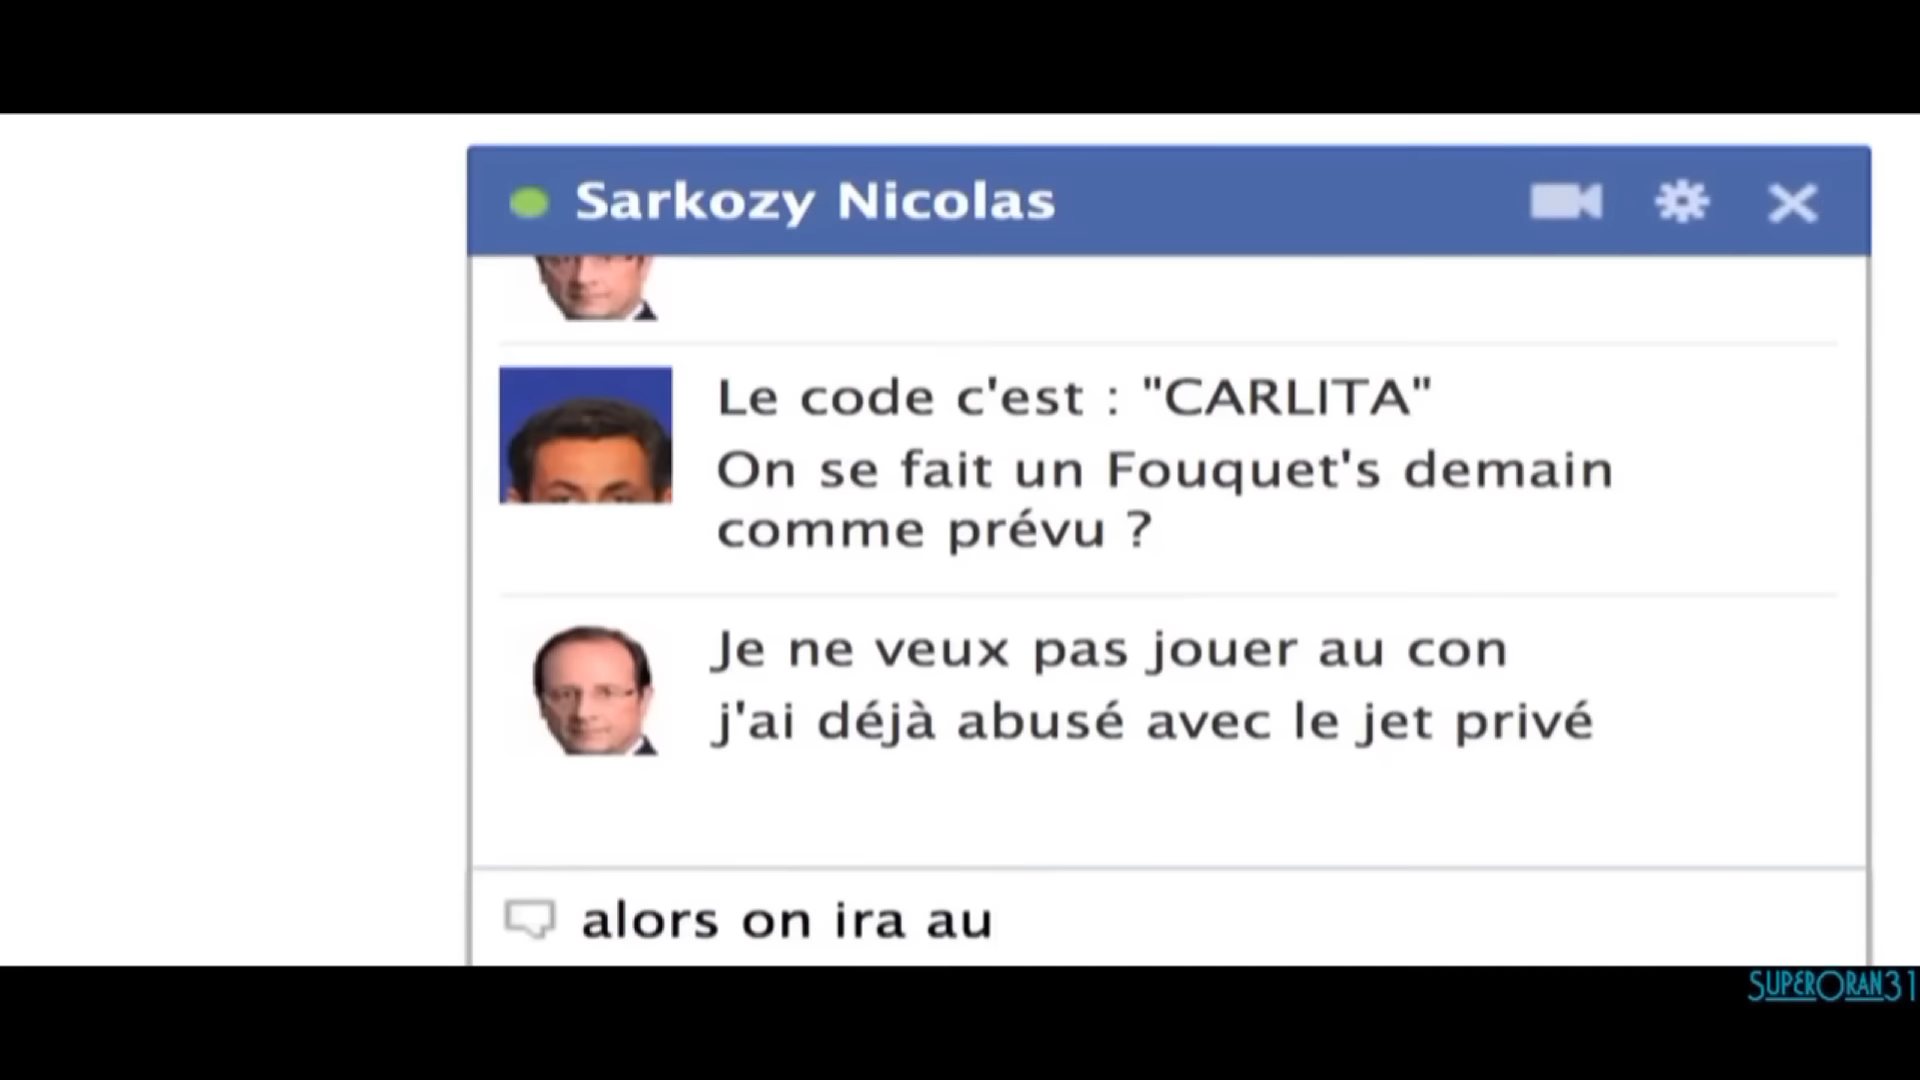 Sarkozy Nicolas
Le code c'est : "CARLITA"
On se fait un Fouquet's demain
comme prévu ?
Je ne veux pas jouer au con
j'ai déjà abusé avec le jet privé
alors on ira au
SUPERORAN31